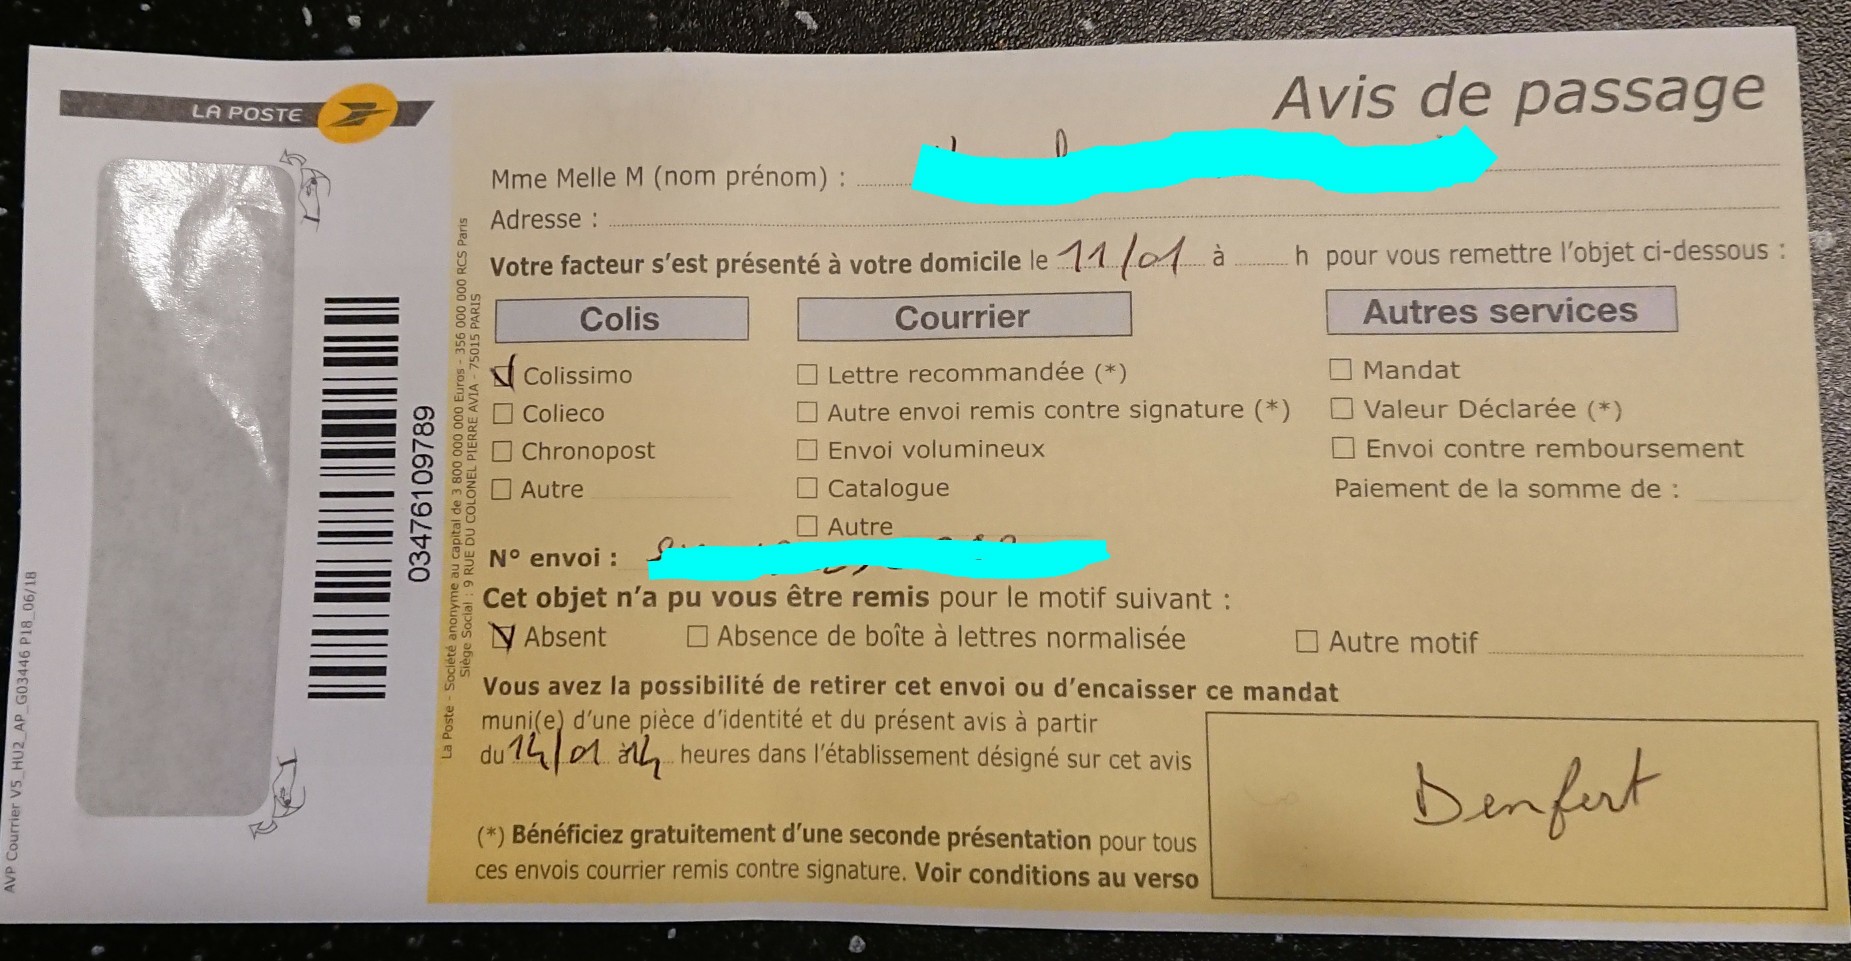 LA POSTE
Avis de passage
Mme Melle M (nom prénom) :
Adresse :
Votre facteur s'est présenté à votre domicile le 11/01 à ........ h pour vous remettre l'objet ci-dessous :
Colis
Colissimo
Colieco
Chronopost
Autre
Courrier
Lettre recommandée (*)
Autre envoi remis contre signature (*)
Envoi volumineux
Catalogue
Autre
Autres services
Mandat
Valeur Déclarée (*)
Envoi contre remboursement
Paiement de la somme de :
N° envoi :
Cet objet n'a pu vous être remis pour le motif suivant :
Absent
Absence de boîte à lettres normalisée
Autre motif
Vous avez la possibilité de retirer cet envoi ou d'encaisser ce mandat
muni(e) d'une pièce d'identité et du présent avis à partir
du 14/01 à 14 heures dans l'établissement désigné sur cet avis
Denfert
(*) Bénéficiez gratuitement d'une seconde présentation pour tous
ces envois courrier remis contre signature. Voir conditions au verso
03476109789
La Poste - Société anonyme au capital de 3 800 000 000 Euros - 356 000 000 RCS Paris
Siège Social : 9 RUE DU COLONEL PIERRE AVIA - 75015 PARIS
AVP Courrier V5_HU2_AP_G03446 P18_06/18